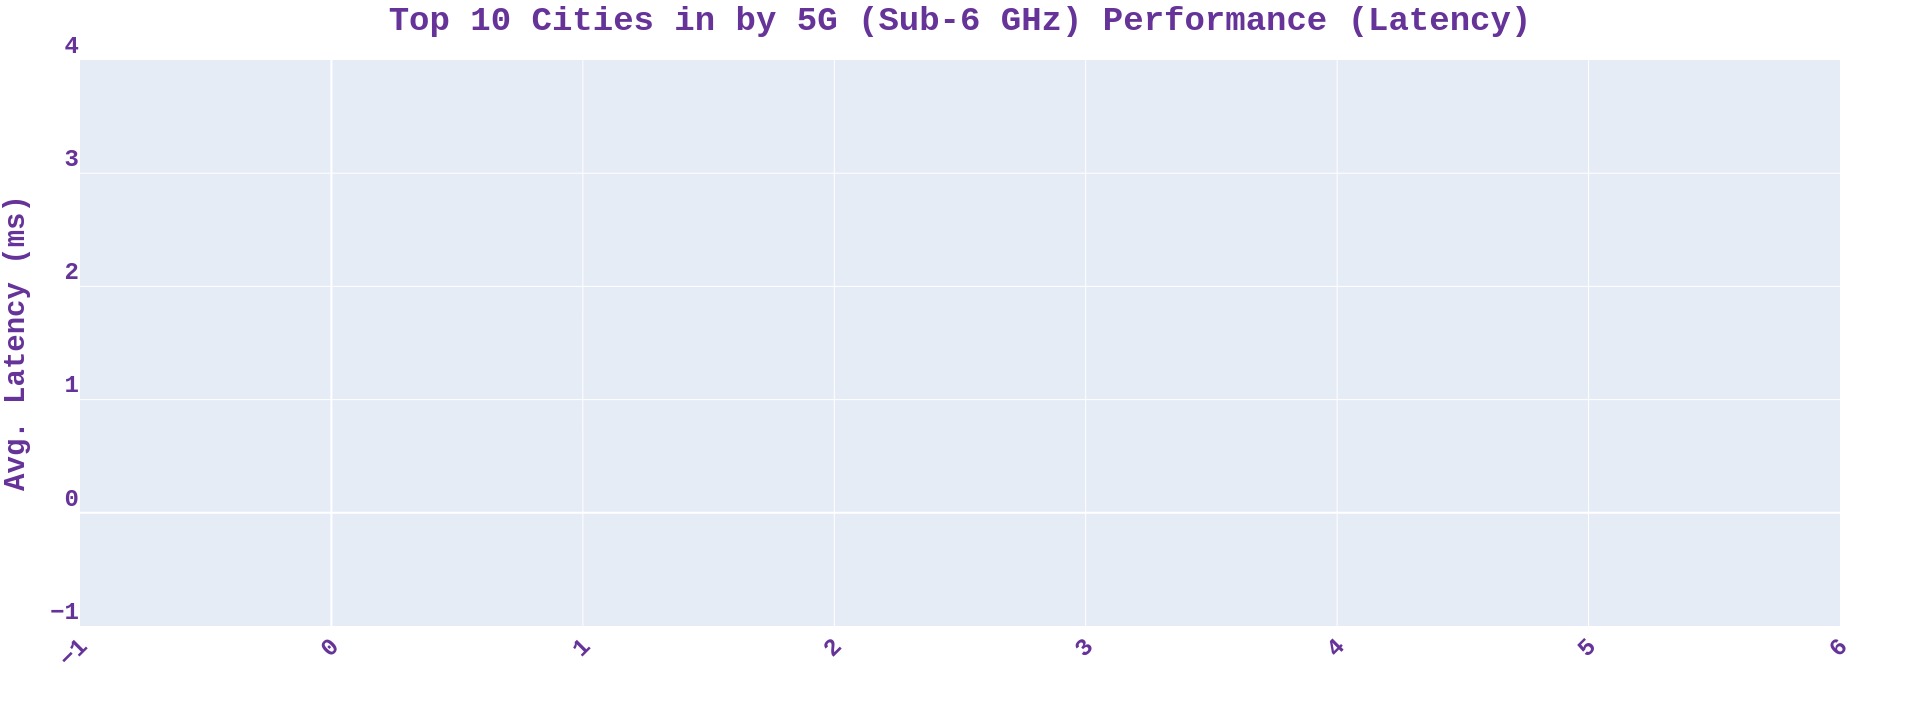 Top 10 Cities in by 5G (Sub-6 GHz) Performance (Latency)
Avg. Latency (ms)
4
3
2
1
0
−1
−1 0 1 2 3 4 5 6